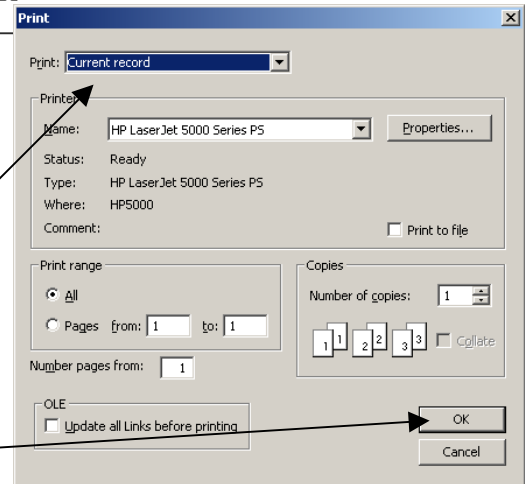 Print
Print: Current record
Printer
Name: HP LaserJet 5000 Series PS Properties...
Status: Ready
Type: HP LaserJet 5000 Series PS
Where: HP5000
Comment: Print to file
Print range
All
Pages from: 1 to: 1
Number pages from: 1
Copies
Number of copies: 1
1 1 2 2 3 3 Collate
OLE
Update all Links before printing
OK
Cancel